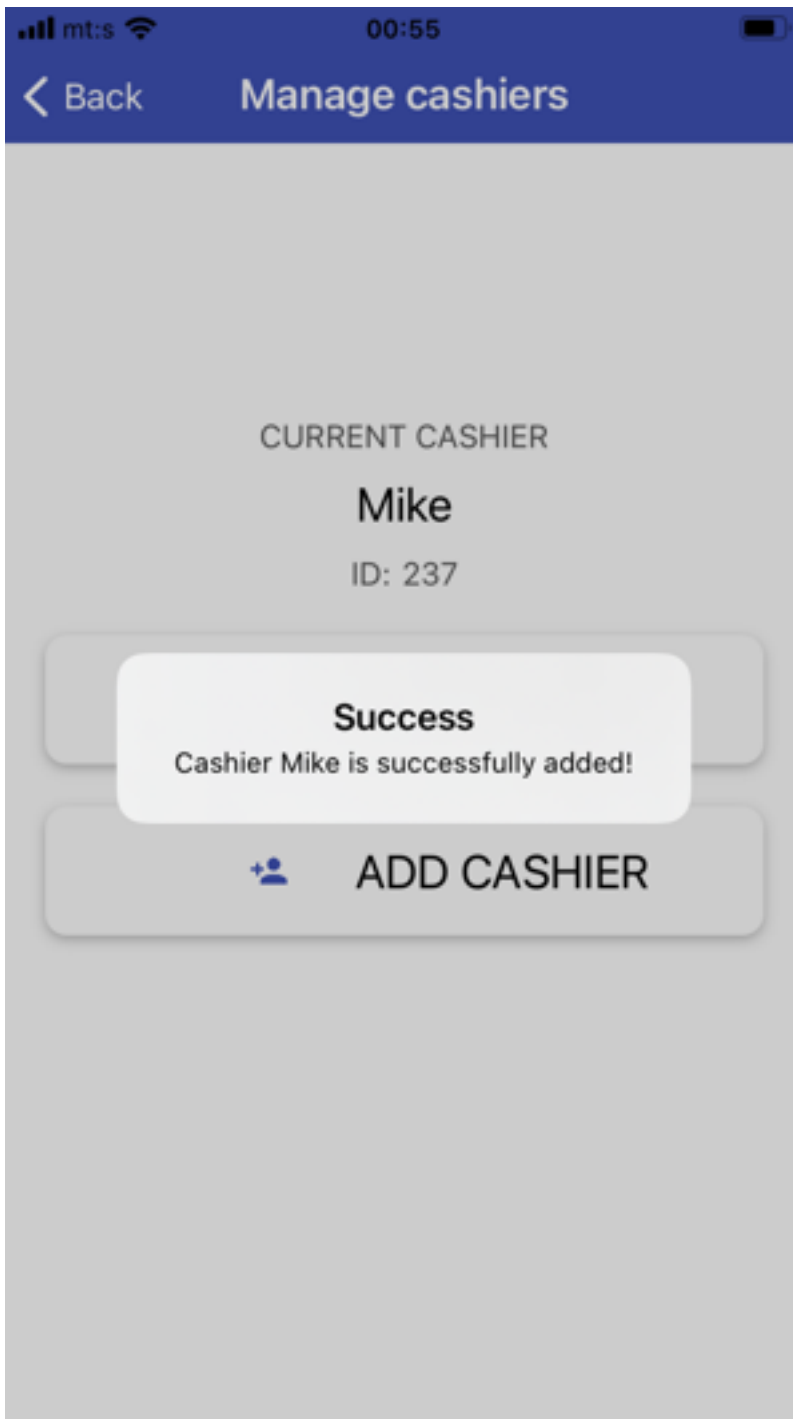 mt:s 00:55
Back Manage cashiers
CURRENT CASHIER
Mike
ID: 237
Success
Cashier Mike is successfully added!
ADD CASHIER